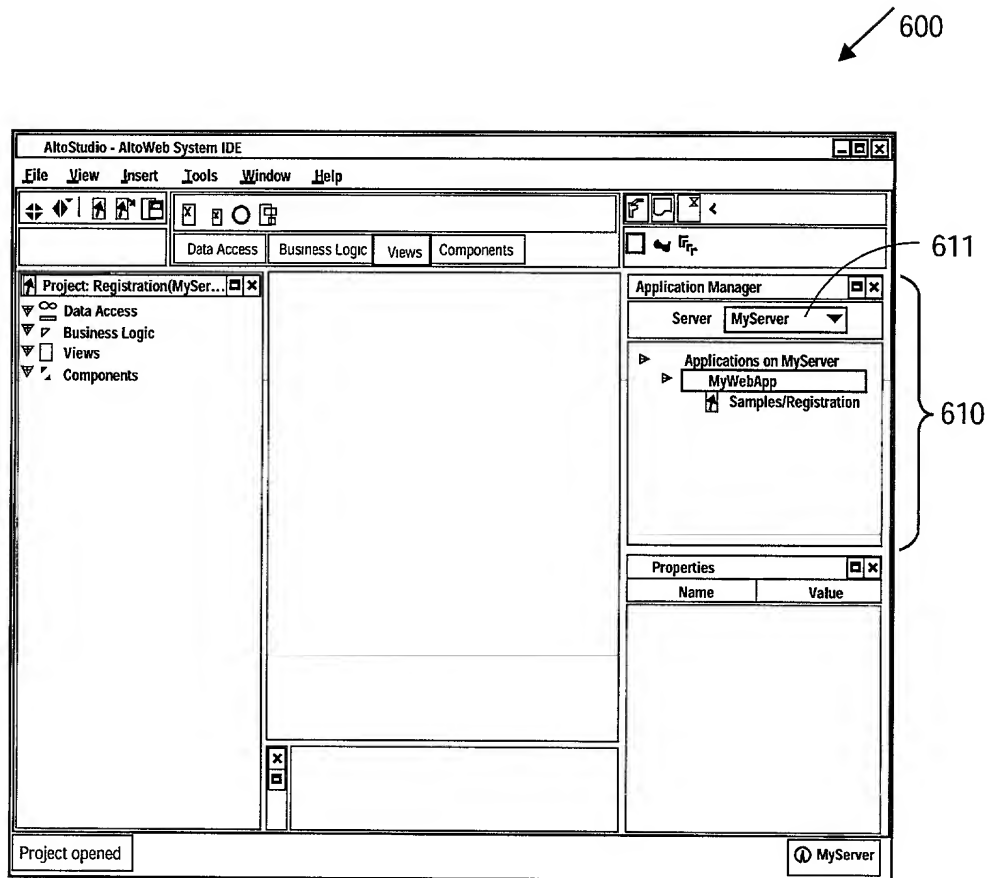 600
AltoStudio - AltoWeb System IDE
File View Insert Tools Window Help
Data Access Business Logic Views Components
611
Project: Registration(MySer...
Data Access
Business Logic
Views
Components
Application Manager
Server MyServer
Applications on MyServer
MyWebApp
Samples/Registration
610
Properties
Name Value
Project opened
MyServer